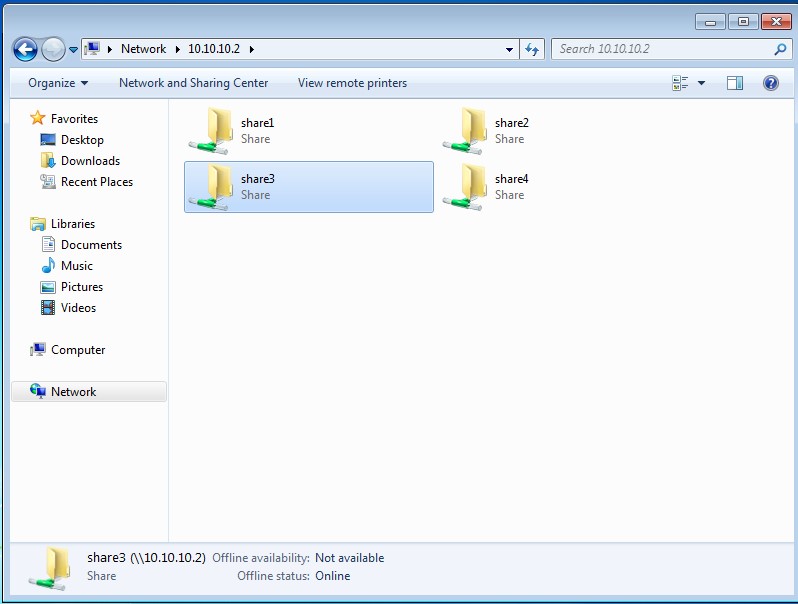 Network 10.10.10.2
Search 10.10.10.2
Organize Network and Sharing Center View remote printers
Favorites
Desktop
Downloads
Recent Places
Libraries
Documents
Music
Pictures
Videos
Computer
Network
share1
Share
share2
Share
share3
Share
share4
Share
share3 (\\10.10.10.2) Offline availability: Not available
Share Offline status: Online